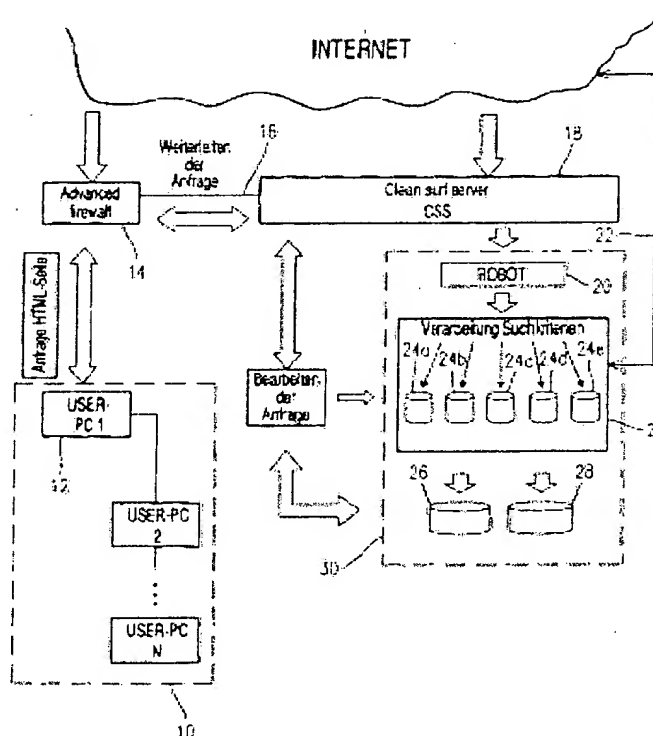 INTERNET
16
18
Weiterleiten
der
Anfrage
Advanced
firewall
Clean surf server
CSS
14
22
Anfrage HTML-Seite
ROBOT
20
Verarbeitung Suchkriterien
24a
24b
24c
24d
24e
Bearbeiten
der
Anfrage
USER-
PC 1
12
2
26
28
USER-PC
2
30
USER-PC
N
10